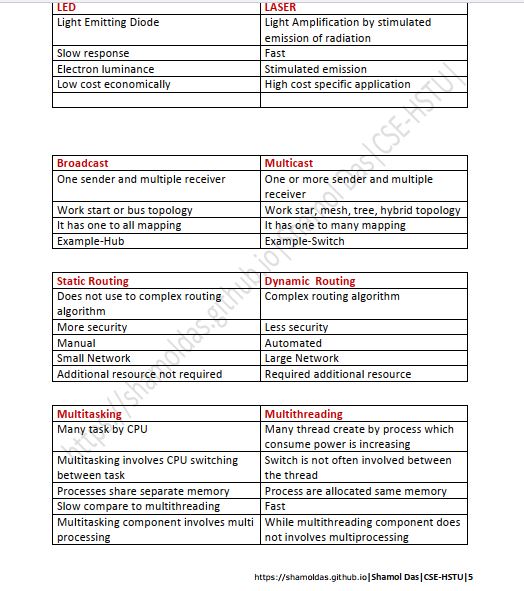 LED LASER
Light Emitting Diode Light Amplification by stimulated
emission of radiation
Slow response Fast
Electron luminance Stimulated emission
Low cost economically High cost specific application
Broadcast Multicast
One sender and multiple receiver One or more sender and multiple
receiver
Work start or bus topology Work star, mesh, tree, hybrid topology
It has one to all mapping It has one to many mapping
Example-Hub Example-Switch
Static Routing Dynamic Routing
Does not use to complex routing Complex routing algorithm
algorithm
More security Less security
Manual Automated
Small Network Large Network
Additional resource not required Required additional resource
Multitasking Multithreading
Many task by CPU Many thread create by process which
consume power is increasing
Multitasking involves CPU switching Switch is not often involved between
between task the thread
Processes share separate memory Process are allocated same memory
Slow compare to multithreading Fast
Multitasking component involves multi While multithreading component does
processing not involves multiprocessing
https://shamoldas.github.io|Shamol Das|CSE-HSTU|
https://shamoldas.github.io|Shamol Das|CSE-HSTU|5